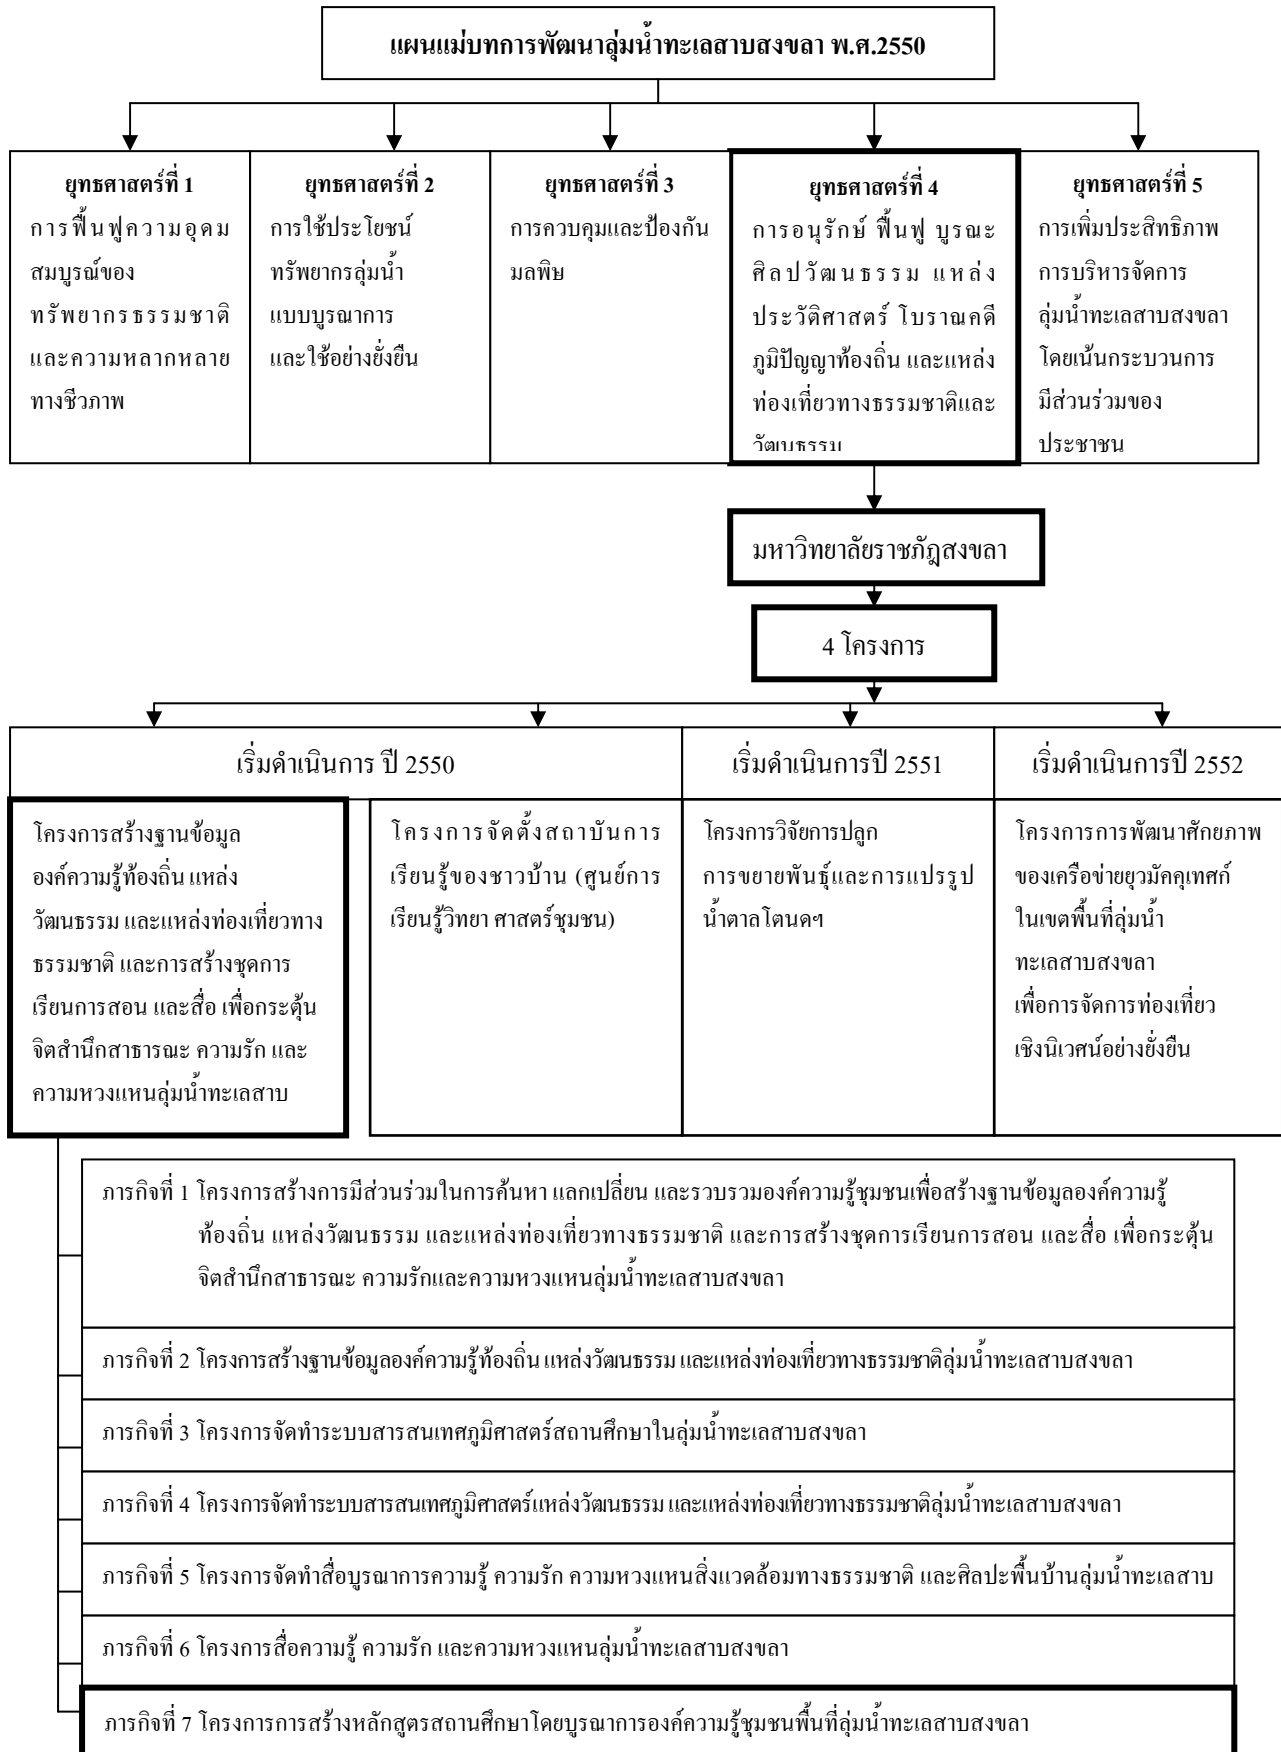 แผนแม่บทการพัฒนาลุ่มน้ำทะเลสาบสงขลา พ.ศ.2550
ยุทธศาสตร์ที่ 1
การฟื้นฟูความอุดม
สมบูรณ์ของ
ทรัพยากรธรรมชาติ
และความหลากหลาย
ทางชีวภาพ
ยุทธศาสตร์ที่ 2
การใช้ประโยชน์
ทรัพยากรลุ่มน้ำ
แบบบูรณาการ
และใช้อย่างยั่งยืน
ยุทธศาสตร์ที่ 3
การควบคุมและป้องกัน
มลพิษ
ยุทธศาสตร์ที่ 4
การอนุรักษ์ ฟื้นฟู บูรณะ
ศิลปวัฒนธรรม แหล่ง
ประวัติศาสตร์ โบราณคดี
ภูมิปัญญาท้องถิ่น และแหล่ง
ท่องเที่ยวทางธรรมชาติและ
วัฒนธรรม
ยุทธศาสตร์ที่ 5
การเพิ่มประสิทธิภาพ
การบริหารจัดการ
ลุ่มน้ำทะเลสาบสงขลา
โดยเน้นกระบวนการ
มีส่วนร่วมของ
ประชาชน
มหาวิทยาลัยราชภัฏสงขลา
4 โครงการ
เริ่มดำเนินการ ปี 2550
เริ่มดำเนินการปี 2551
เริ่มดำเนินการปี 2552
โครงการสร้างฐานข้อมูล
องค์ความรู้ท้องถิ่น แหล่ง
วัฒนธรรม และแหล่งท่องเที่ยวทาง
ธรรมชาติ และการสร้างชุดการ
เรียนการสอน และสื่อ เพื่อกระตุ้น
จิตสำนึกสาธารณะ ความรัก และ
ความหวงแหนลุ่มน้ำทะเลสาบ
โครงการจัดตั้งสถาบันการ
เรียนรู้ของชาวบ้าน (ศูนย์การ
เรียนรู้วิทยา ศาสตร์ชุมชน)
โครงการวิจัยการปลูก
การขยายพันธุ์และการแปรรูป
น้ำตาลโตนดฯ
โครงการการพัฒนาศักยภาพ
ของเครือข่ายยุวมัคคุเทศก์
ในเขตพื้นที่ลุ่มน้ำ
ทะเลสาบสงขลา
เพื่อการจัดการท่องเที่ยว
เชิงนิเวศน์อย่างยั่งยืน
ภารกิจที่ 1 โครงการสร้างการมีส่วนร่วมในการค้นหา แลกเปลี่ยน และรวบรวมองค์ความรู้ชุมชนเพื่อสร้างฐานข้อมูลองค์ความรู้
ท้องถิ่น แหล่งวัฒนธรรม และแหล่งท่องเที่ยวทางธรรมชาติ และการสร้างชุดการเรียนการสอน และสื่อ เพื่อกระตุ้น
จิตสำนึกสาธารณะ ความรักและความหวงแหนลุ่มน้ำทะเลสาบสงขลา
ภารกิจที่ 2 โครงการสร้างฐานข้อมูลองค์ความรู้ท้องถิ่น แหล่งวัฒนธรรม และแหล่งท่องเที่ยวทางธรรมชาติลุ่มน้ำทะเลสาบสงขลา
ภารกิจที่ 3 โครงการจัดทำระบบสารสนเทศภูมิศาสตร์สถานศึกษาในลุ่มน้ำทะเลสาบสงขลา
ภารกิจที่ 4 โครงการจัดทำระบบสารสนเทศภูมิศาสตร์แหล่งวัฒนธรรม และแหล่งท่องเที่ยวทางธรรมชาติลุ่มน้ำทะเลสาบสงขลา
ภารกิจที่ 5 โครงการจัดทำสื่อบูรณาการความรู้ ความรัก ความหวงแหนสิ่งแวดล้อมทางธรรมชาติ และศิลปะพื้นบ้านลุ่มน้ำทะเลสาบ
ภารกิจที่ 6 โครงการสื่อความรู้ ความรัก และความหวงแหนลุ่มน้ำทะเลสาบสงขลา
ภารกิจที่ 7 โครงการการสร้างหลักสูตรสถานศึกษาโดยบูรณาการองค์ความรู้ชุมชนพื้นที่ลุ่มน้ำทะเลสาบสงขลา